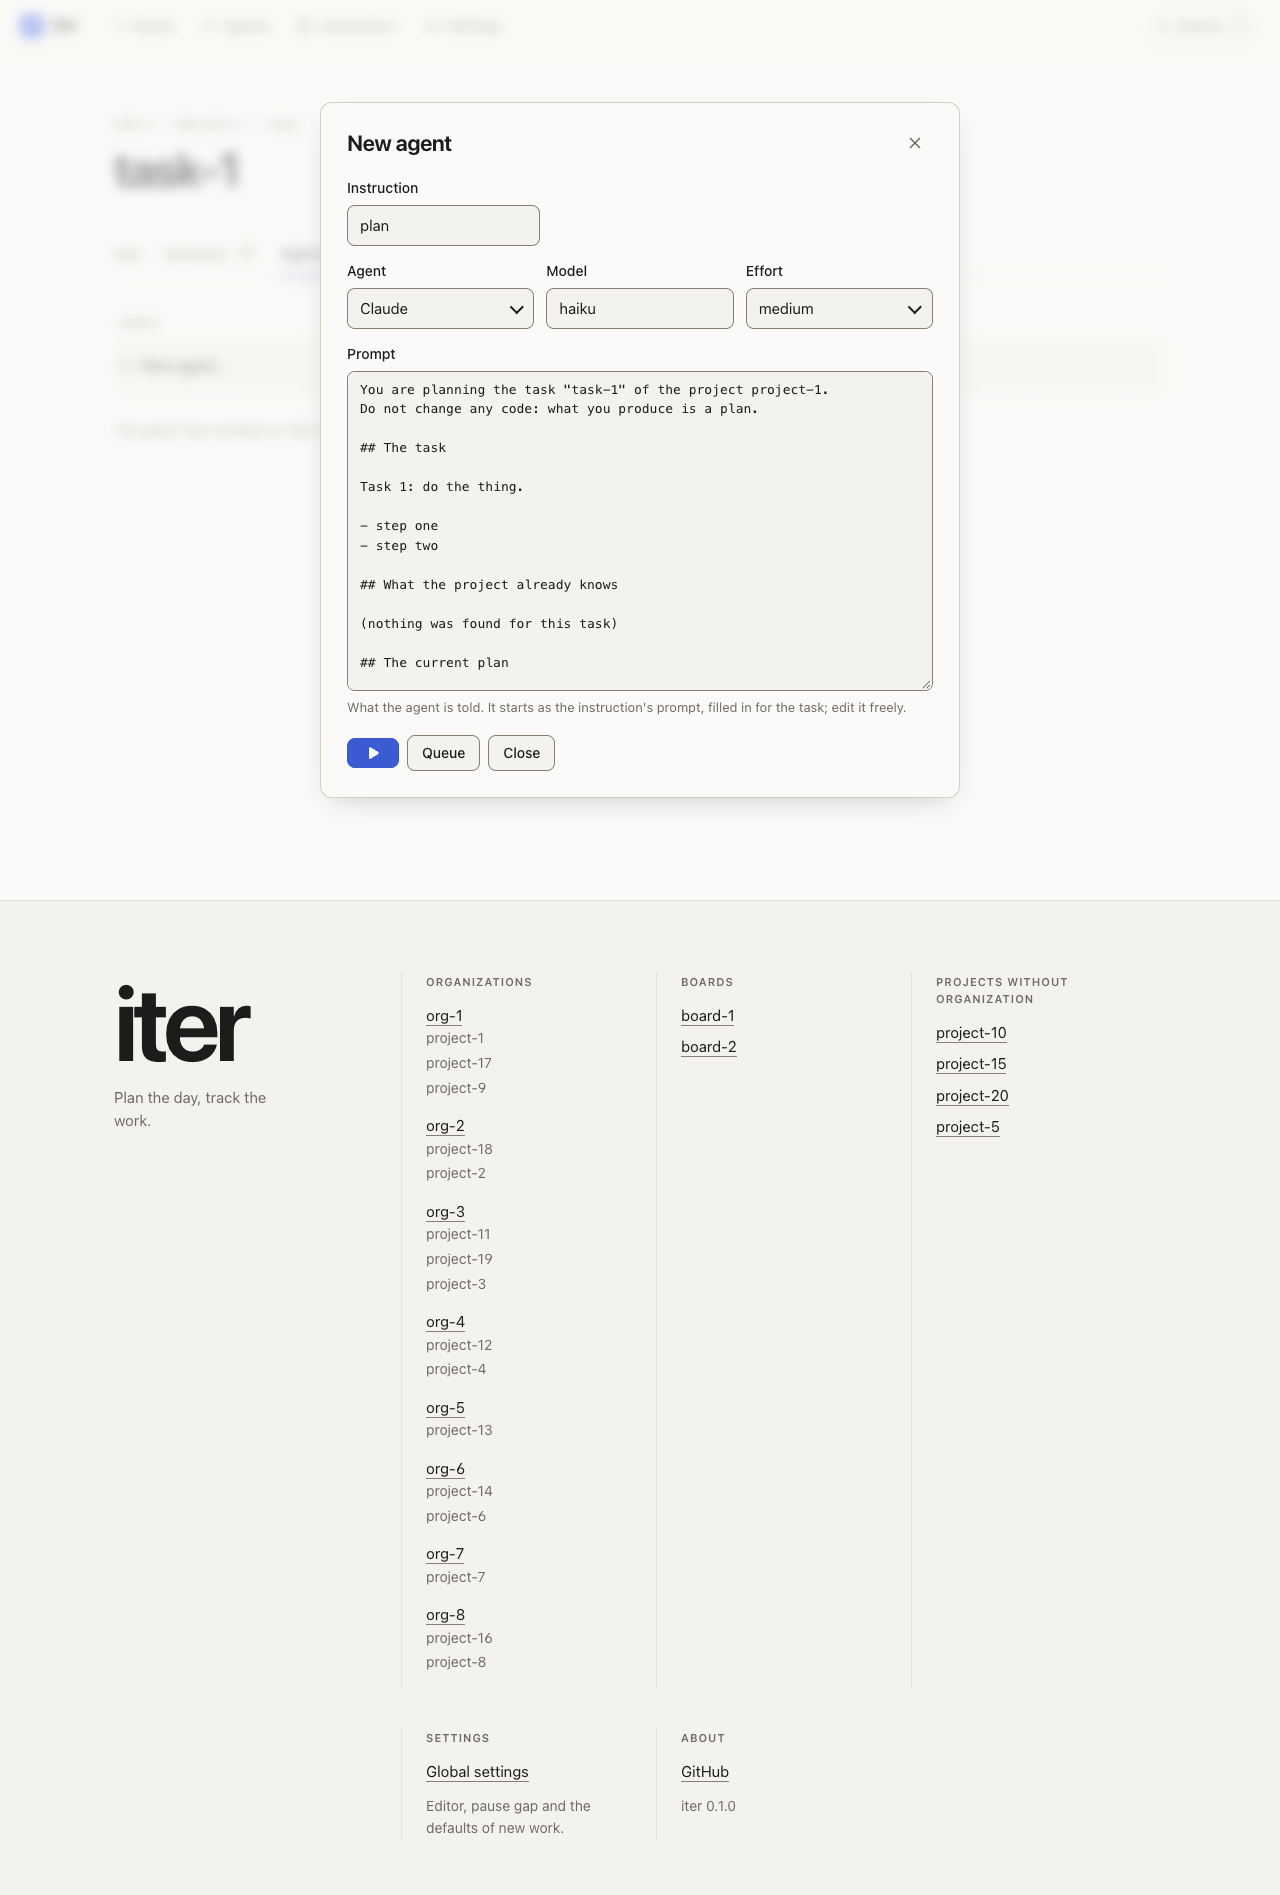 task-1
New agent
Instruction
plan
Agent
Model
Effort
Claude
haiku
medium
Prompt
You are planning the task "task-1" of the project project-1.
Do not change any code: what you produce is a plan.
## The task
Task 1: do the thing.
- step one
- step two
## What the project already knows
(nothing was found for this task)
## The current plan
What the agent is told. It starts as the instruction's prompt, filled in for the task; edit it freely.
Queue
Close
iter
Plan the day, track the
work.
ORGANIZATIONS
org-1
project-1
project-17
project-9
org-2
project-18
project-2
org-3
project-11
project-19
project-3
org-4
project-12
project-4
org-5
project-13
org-6
project-14
project-6
org-7
project-7
org-8
project-16
project-8
BOARDS
board-1
board-2
PROJECTS WITHOUT
ORGANIZATION
project-10
project-15
project-20
project-5
SETTINGS
Global settings
Editor, pause gap and the
defaults of new work.
ABOUT
GitHub
iter 0.1.0